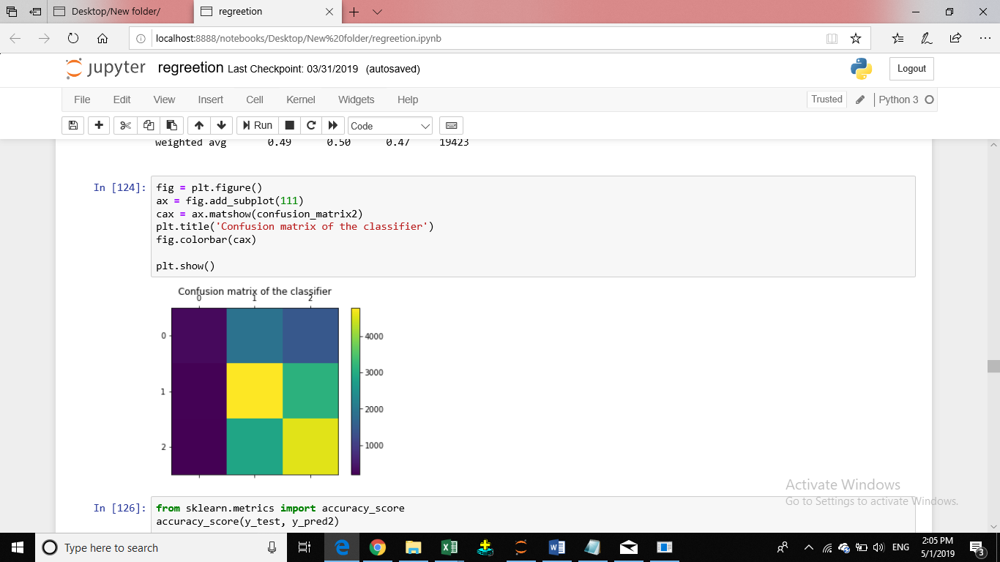 Desktop/New folder/
regreetion
localhost:8888/notebooks/Desktop/New%20folder/regreetion.ipynb
jupyter regreetion Last Checkpoint: 03/31/2019 (autosaved)
Logout
File Edit View Insert Cell Kernel Widgets Help
Trusted
Python 3
Run
Code
weighted avg 0.49 0.50 0.47 19423
In [124]:
fig = plt.figure()
ax = fig.add_subplot(111)
cax = ax.matshow(confusion_matrix2)
plt.title('Confusion matrix of the classifier')
fig.colorbar(cax)
plt.show()
Confusion matrix of the classifier
0 1 2
0
1
2
4000
3000
2000
1000
Activate Windows
Go to Settings to activate Windows.
In [126]:
from sklearn.metrics import accuracy_score
accuracy_score(y_test, y_pred2)
Type here to search
ENG
2:05 PM
5/1/2019
3